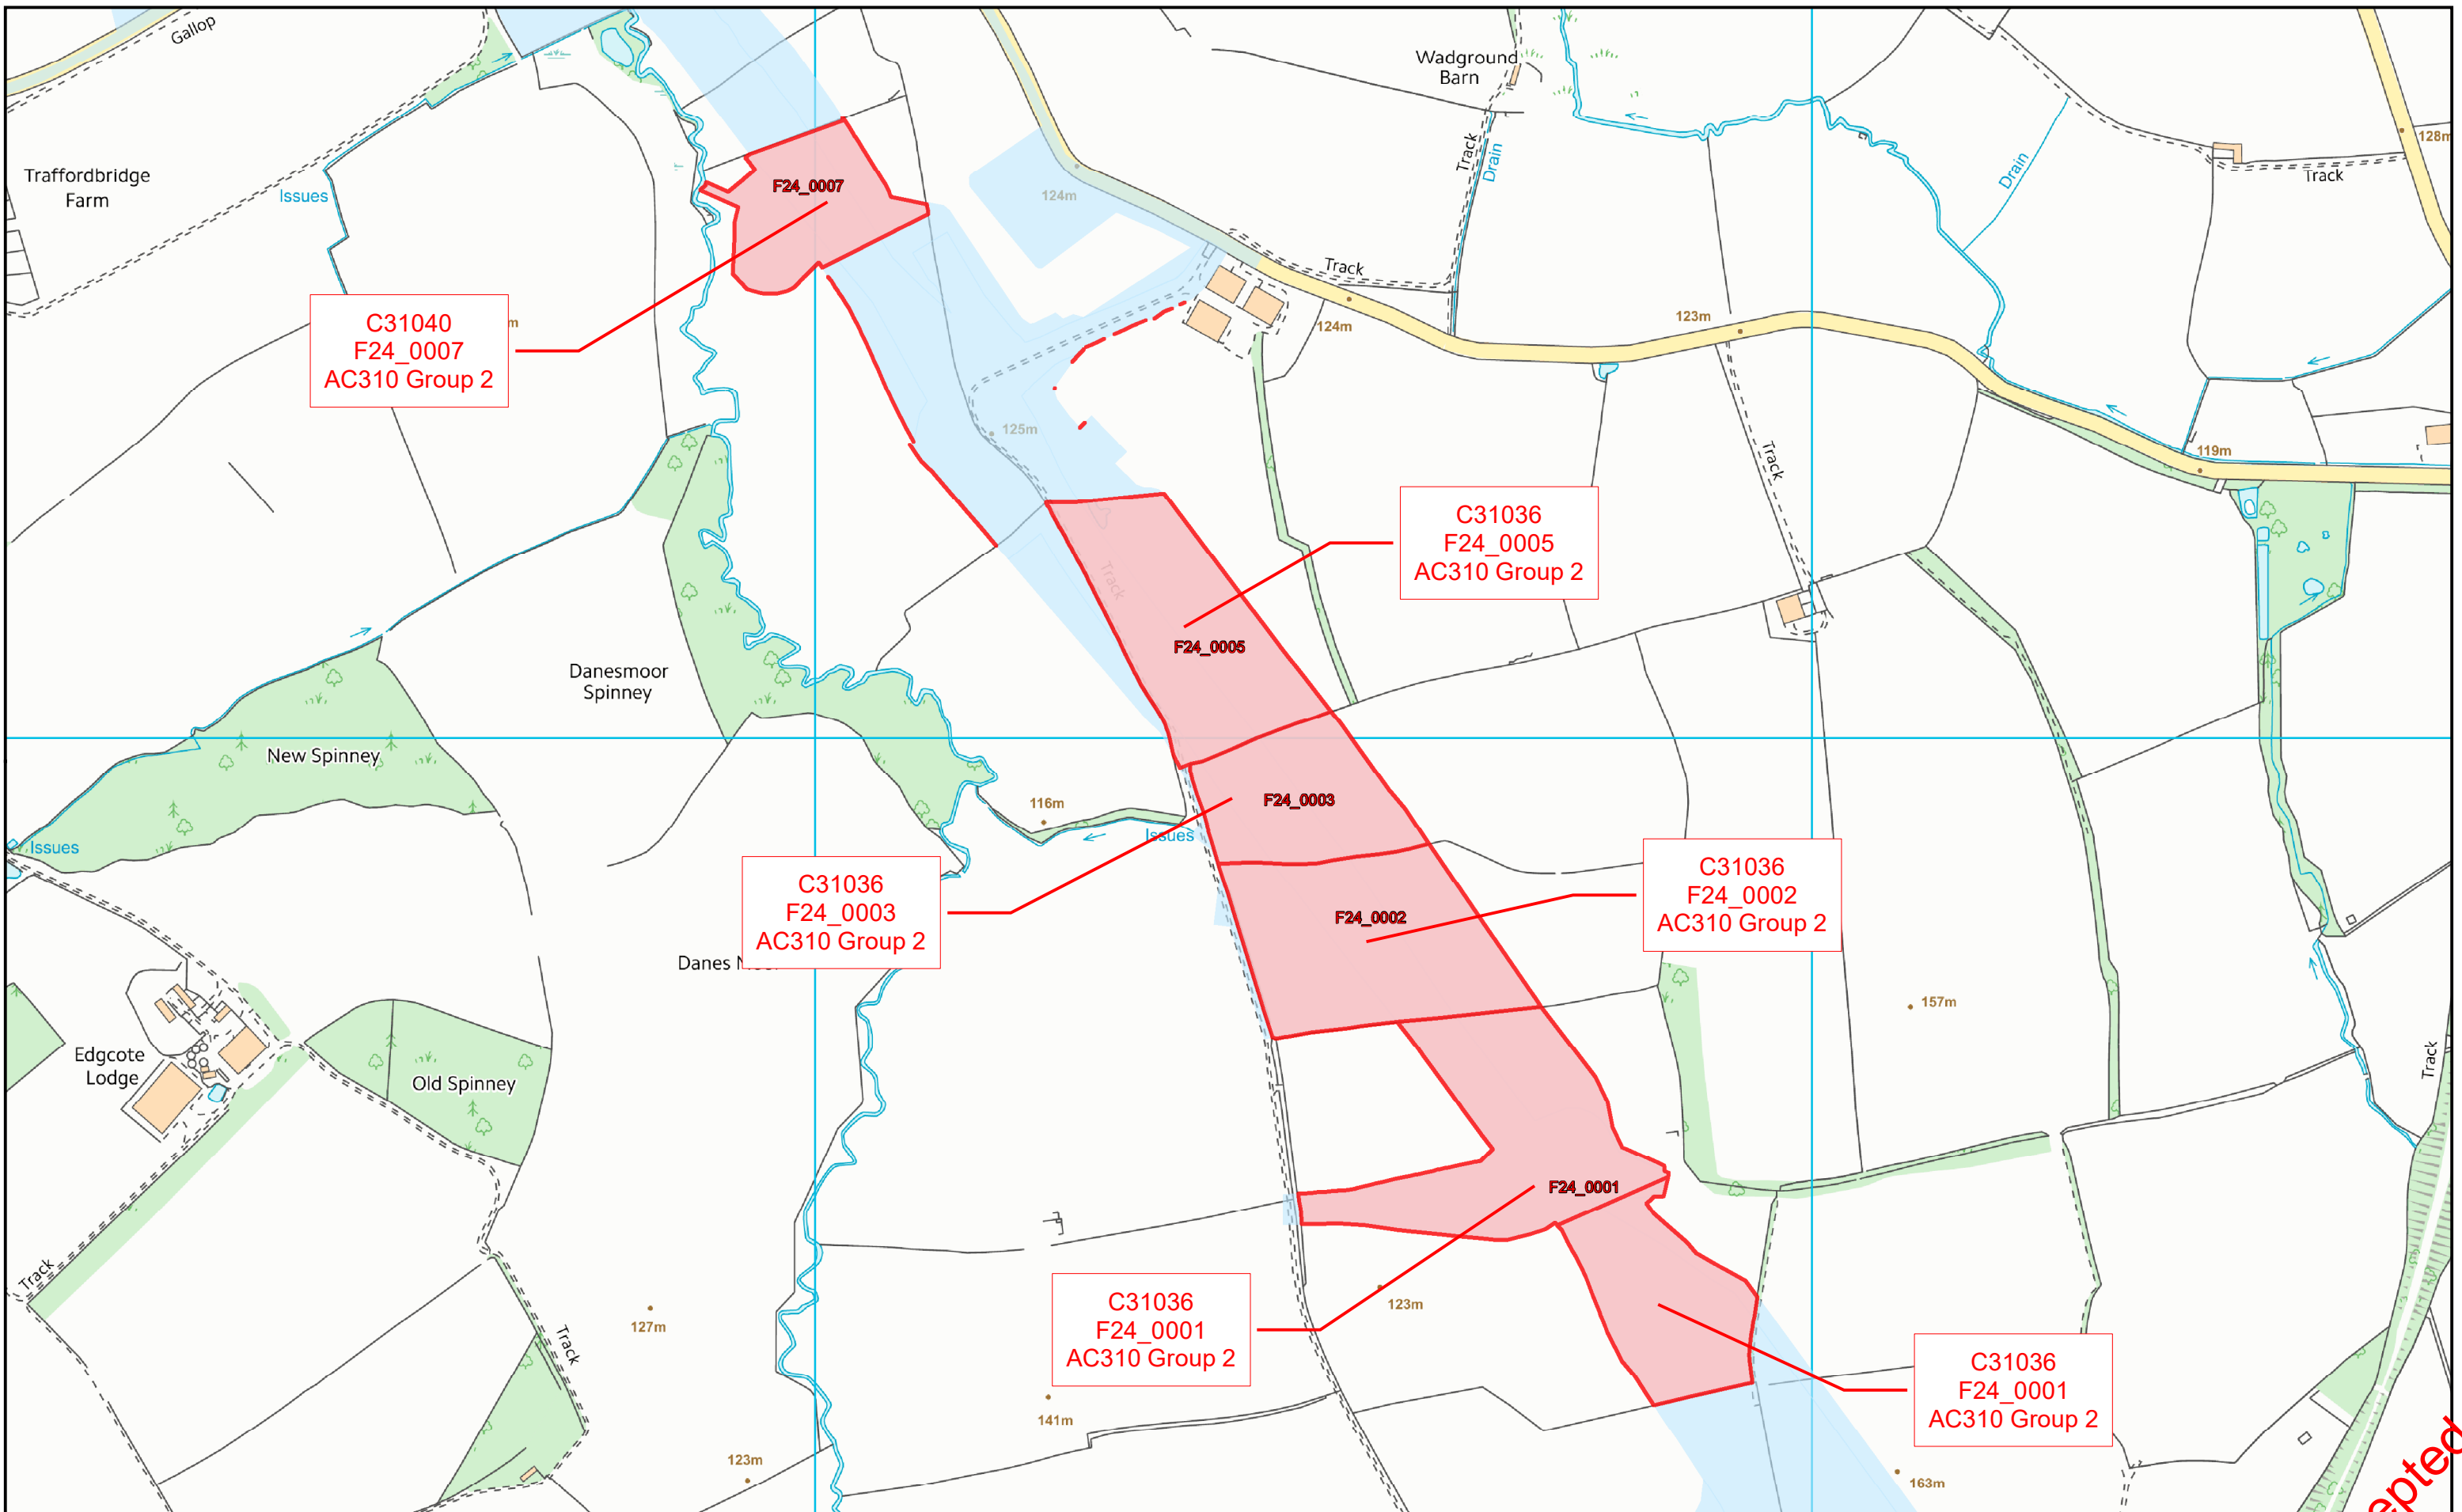 Gallop
Wadground
Barn
128m
Track
Drain
Drain
Track
Traffordbridge
Farm
Issues
F24_0007
124m
Track
C31040
F24_0007
AC310 Group 2
m
124m
123m
125m
Track
119m
C31036
F24_0005
AC310 Group 2
Track
F24_0005
Danesmoor
Spinney
New Spinney
F24_0003
116m
Issues
Issues
C31036
F24_0003
AC310 Group 2
C31036
F24_0002
AC310 Group 2
F24_0002
Danes
157m
Edgcote
Lodge
Old Spinney
Track
F24_0001
Track
C31036
F24_0001
AC310 Group 2
123m
127m
Track
C31036
F24_0001
AC310 Group 2
141m
123m
163m
epted